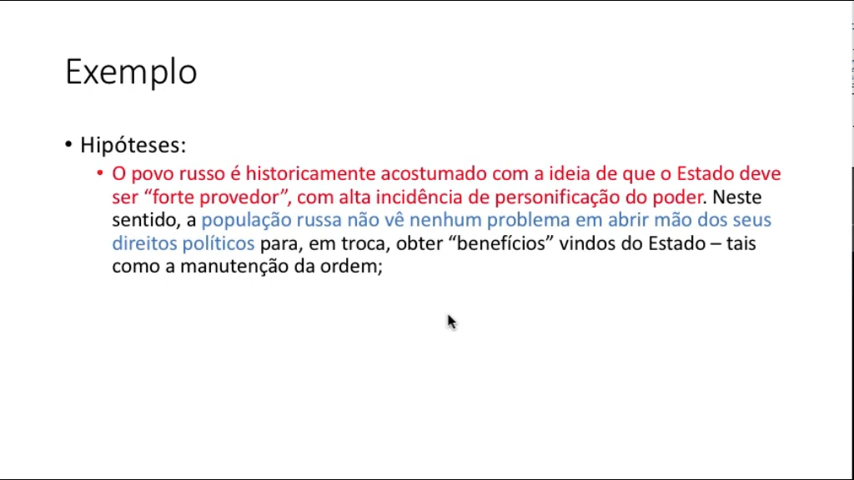 Exemplo
• Hipóteses:
• O povo russo é historicamente acostumado com a ideia de que o Estado deve
ser “forte provedor”, com alta incidência de personificação do poder. Neste
sentido, a população russa não vê nenhum problema em abrir mão dos seus
direitos políticos para, em troca, obter “benefícios” vindos do Estado – tais
como a manutenção da ordem;